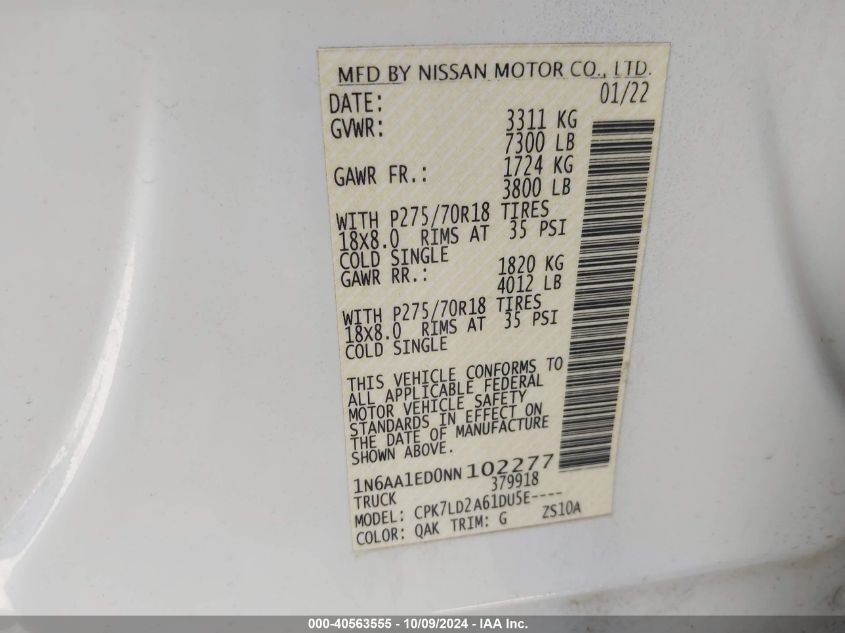 MFD BY NISSAN MOTOR CO., LTD.
DATE: 01/22
GVWR: 3311 KG
7300 LB
GAWR FR.: 1724 KG
3800 LB
WITH P275/70R18 TIRES
18X8.0 RIMS AT 35 PSI
COLD SINGLE
GAWR RR.: 1820 KG
4012 LB
WITH P275/70R18 TIRES
18X8.0 RIMS AT 35 PSI
COLD SINGLE
THIS VEHICLE CONFORMS TO
ALL APPLICABLE FEDERAL
MOTOR VEHICLE SAFETY
STANDARDS IN EFFECT ON
THE DATE OF MANUFACTURE
SHOWN ABOVE.
1N6AA1ED0NN102277
TRUCK 379918
MODEL: CPK7LD2A61DU5E----
COLOR: QAK TRIM: G ZS10A
000-40563555 - 10/09/2024 - IAA Inc.